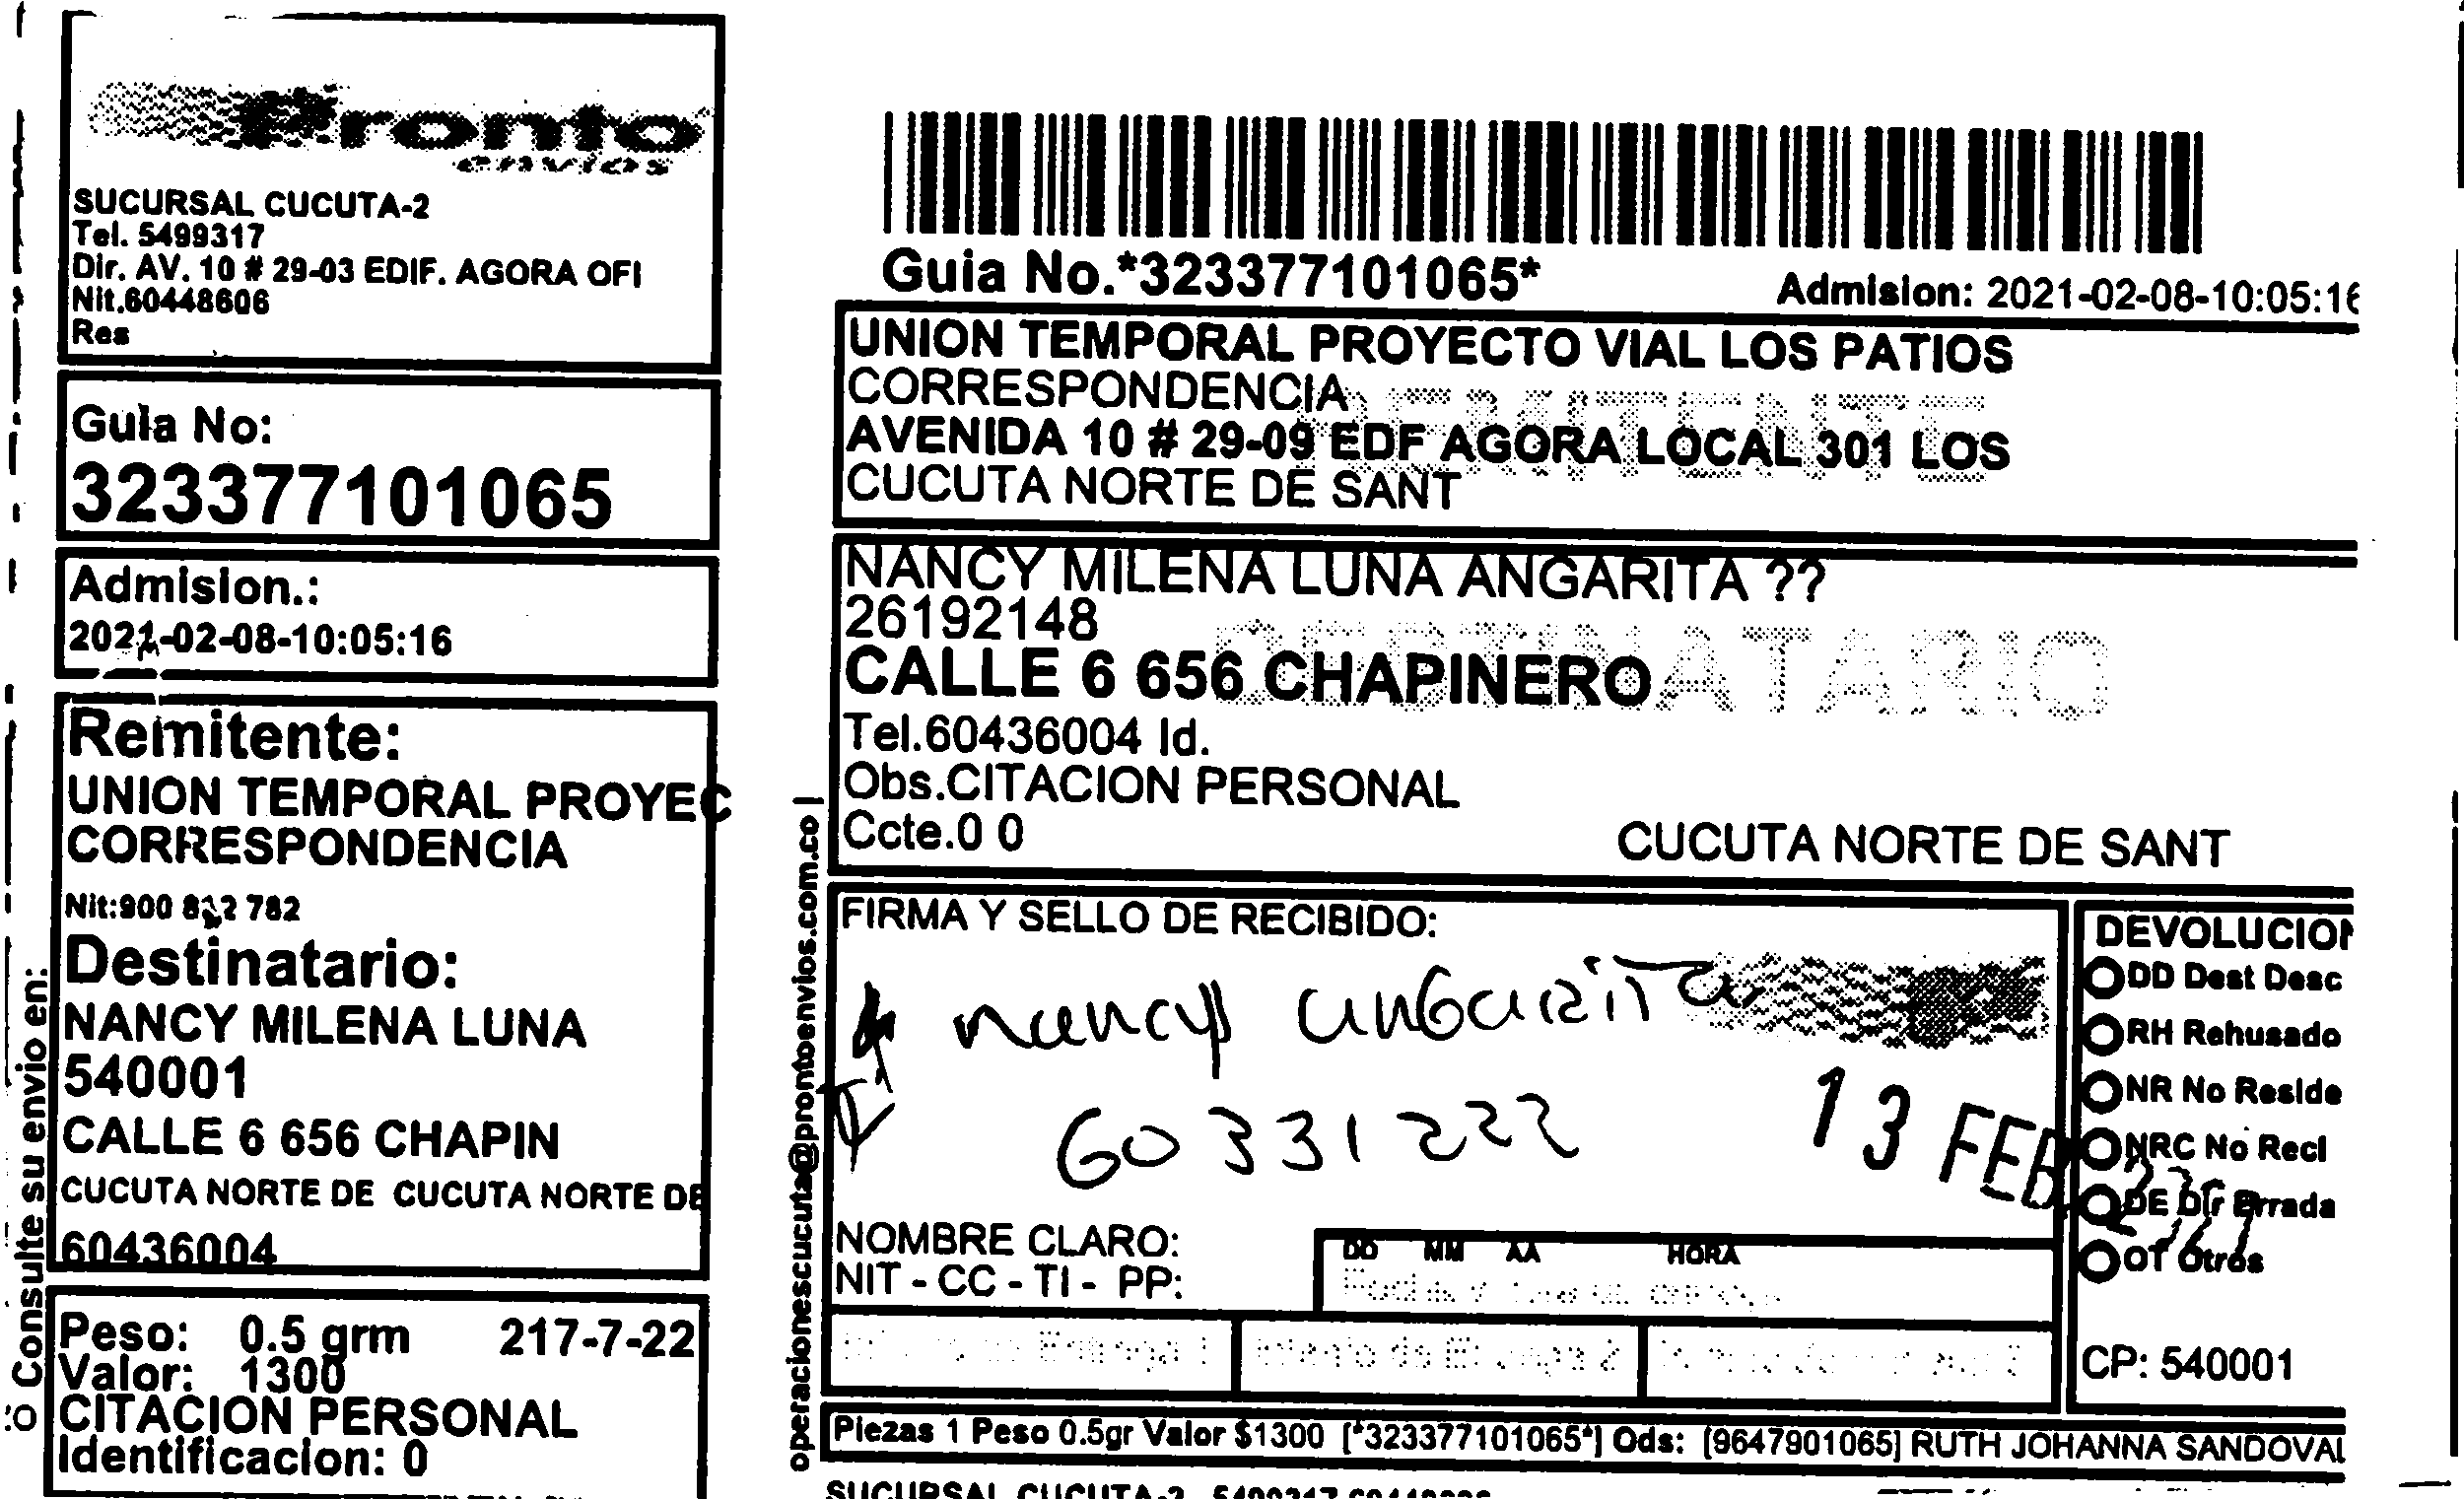 Pronto
envios
SUCURSAL CUCUTA-2
Tel. 5499317
Dir. AV. 10 # 29-03 EDIF. AGORA OFI
Nit.60448606
Res
Guia No:
323377101065
Admision.:
2021-02-08-10:05:16
Remitente:
UNION TEMPORAL PROYEC
CORRESPONDENCIA
Nit:900 812 782
Destinatario:
NANCY MILENA LUNA
540001
CALLE 6 656 CHAPIN
CUCUTA NORTE DE CUCUTA NORTE DE
60436004
Peso: 0.5 grm 217-7-22
Valor: 1300
CITACION PERSONAL
Identificacion: 0
Consulte su envio en:
operacionescucuta@prontoenvios.com.co |
Guia No.*323377101065*
Admision: 2021-02-08-10:05:16
UNION TEMPORAL PROYECTO VIAL LOS PATIOS
CORRESPONDENCIA
REMITENTE
AVENIDA 10 # 29-09 EDF AGORA LOCAL 301 LOS
CUCUTA NORTE DE SANT
NANCY MILENA LUNA ANGARITA ??
26192148
DESTINATARIO
CALLE 6 656 CHAPINERO
Tel.60436004 Id.
Obs.CITACION PERSONAL
Ccte.0 0
CUCUTA NORTE DE SANT
FIRMA Y SELLO DE RECIBIDO:
nancy anGarita
60331222
13 FEB
NOMBRE CLARO:
NIT - CC - TI - PP:
DD MM AA HORA
DEVOLUCION
DD Dest Desc
RH Rehusado
NR No Reside
NRC No Recl
DE Dir Errada
OT Otros
CP: 540001
Piezas 1 Peso 0.5gr Valor $1300 [*323377101065*] Ods: [9647901065] RUTH JOHANNA SANDOVAL
SUCURSAL CUCUTA-2